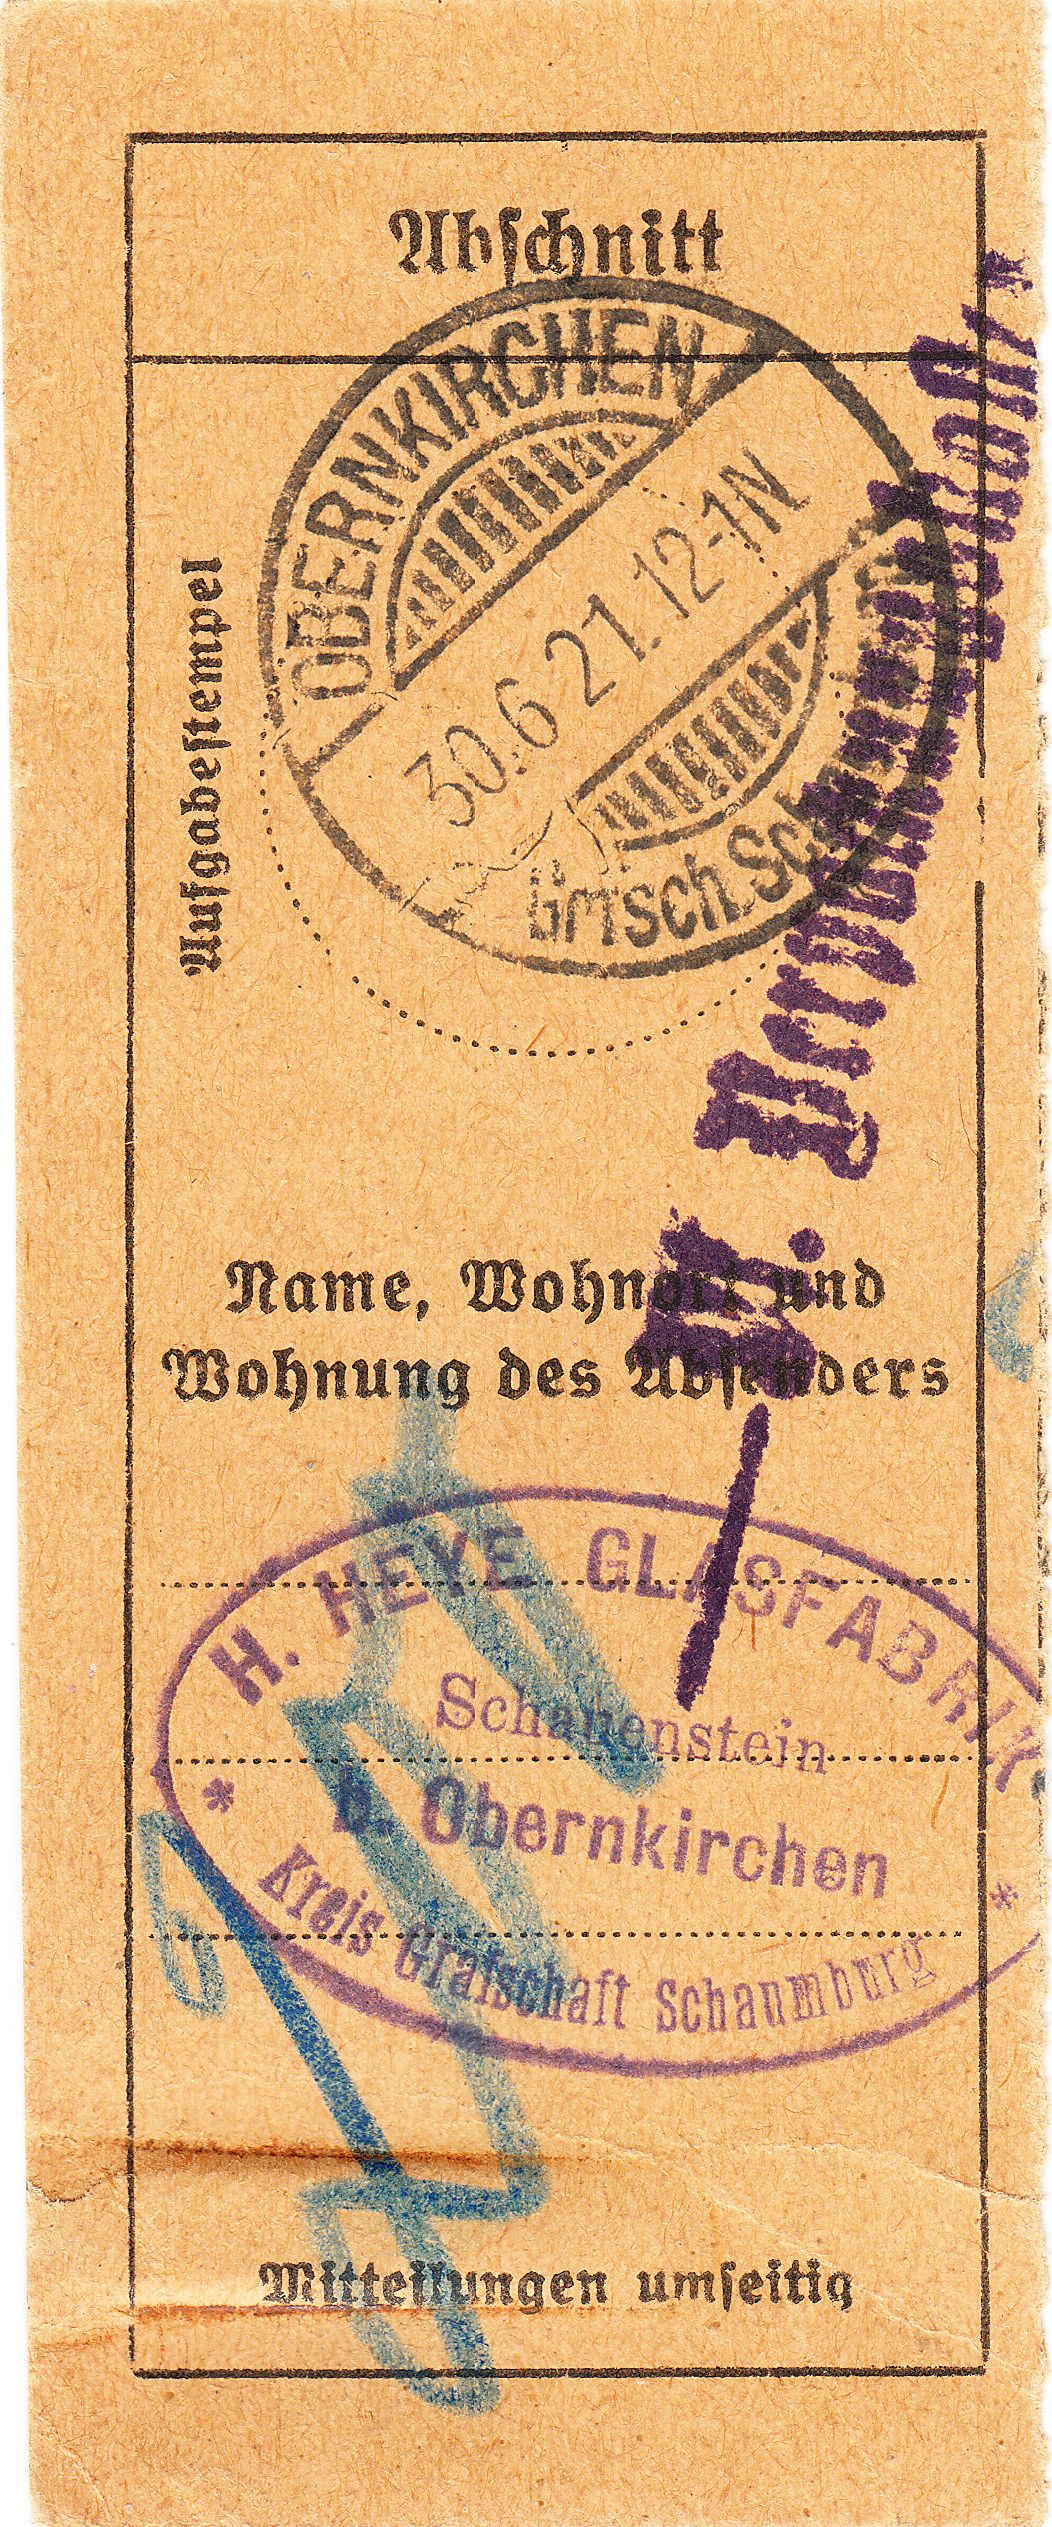 Abschnitt
OBERNKIRCHEN
30.6 21. 12-1N
Aufgabestempel
Name, Wohnort und
Wohnung des Absenders
H. HEYE GLASFABRIK
Schauenstein
b. Obernkirchen
Kreis Grafschaft Schaumburg
Mitteilungen umseitig